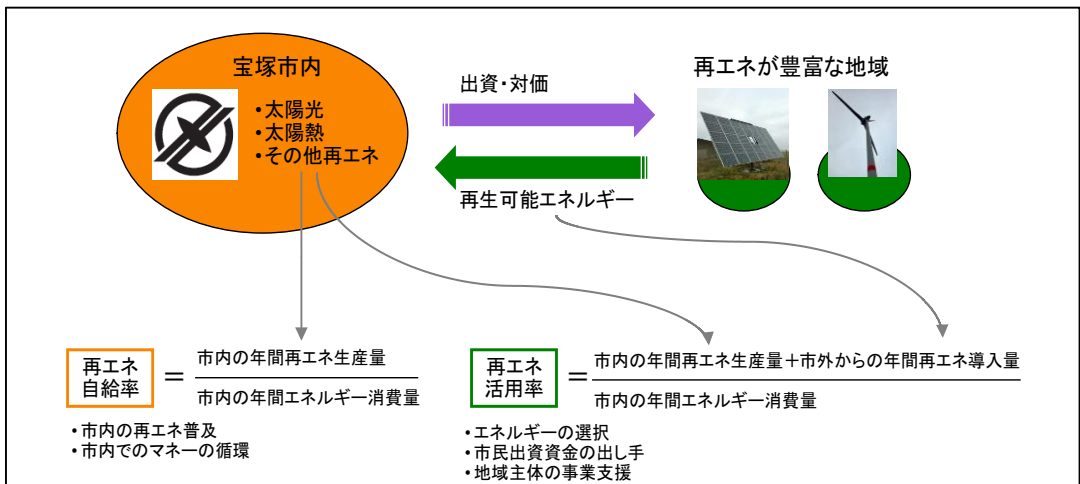 宝塚市内
・太陽光
・太陽熱
・その他再エネ
出資・対価
再生可能エネルギー
再エネが豊富な地域
再エネ
自給率
=
市内の年間再エネ生産量
市内の年間エネルギー消費量
・市内の再エネ普及
・市内でのマネーの循環
再エネ
活用率
=
市内の年間再エネ生産量+市外からの年間再エネ導入量
市内の年間エネルギー消費量
・エネルギーの選択
・市民出資資金の出し手
・地域主体の事業支援